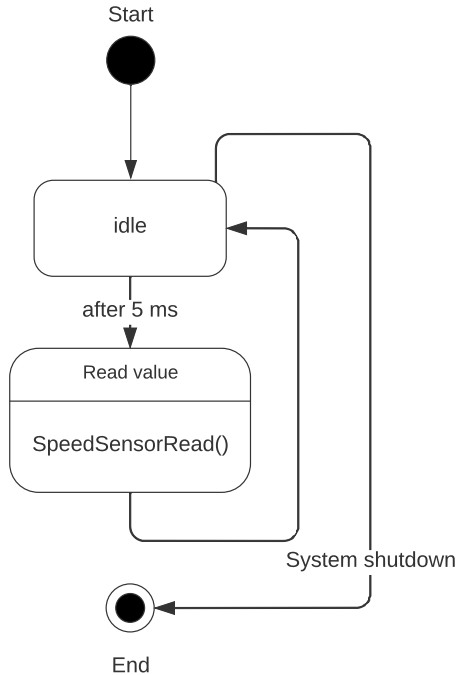 Start
idle
after 5 ms
Read value
SpeedSensorRead()
System shutdown
End